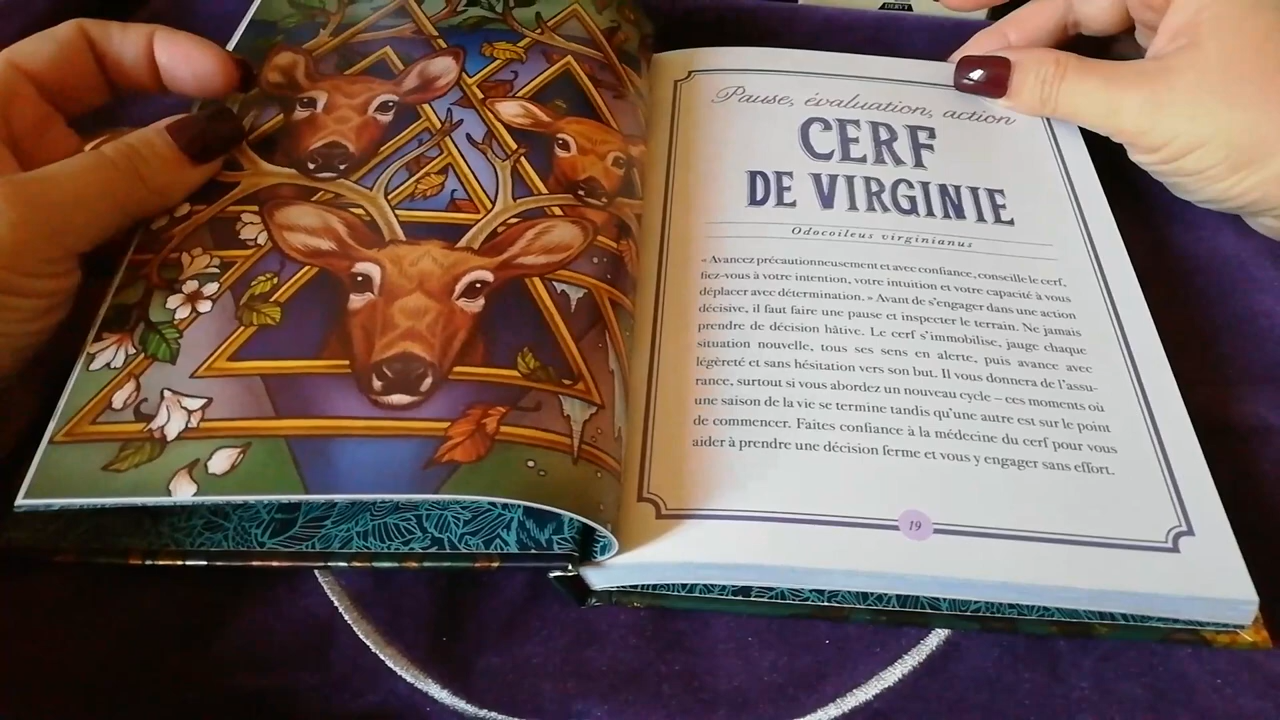 DERVY
Pause, évaluation, action
CERF
DE VIRGINIE
Odocoileus virginianus
« Avancez précautionneusement et avec confiance, conseille le cerf,
fiez-vous à votre intention, votre intuition et votre capacité à vous
déplacer avec détermination. » Avant de s'engager dans une action
décisive, il faut faire une pause et inspecter le terrain. Ne jamais
prendre de décision hâtive. Le cerf s'immobilise, jauge chaque
situation nouvelle, tous ses sens en alerte, puis avance avec
légèreté et sans hésitation vers son but. Il vous donnera de l'assu-
rance, surtout si vous abordez un nouveau cycle – ces moments où
une saison de la vie se termine tandis qu'une autre est sur le point
de commencer. Faites confiance à la médecine du cerf pour vous
aider à prendre une décision ferme et vous y engager sans effort.
19